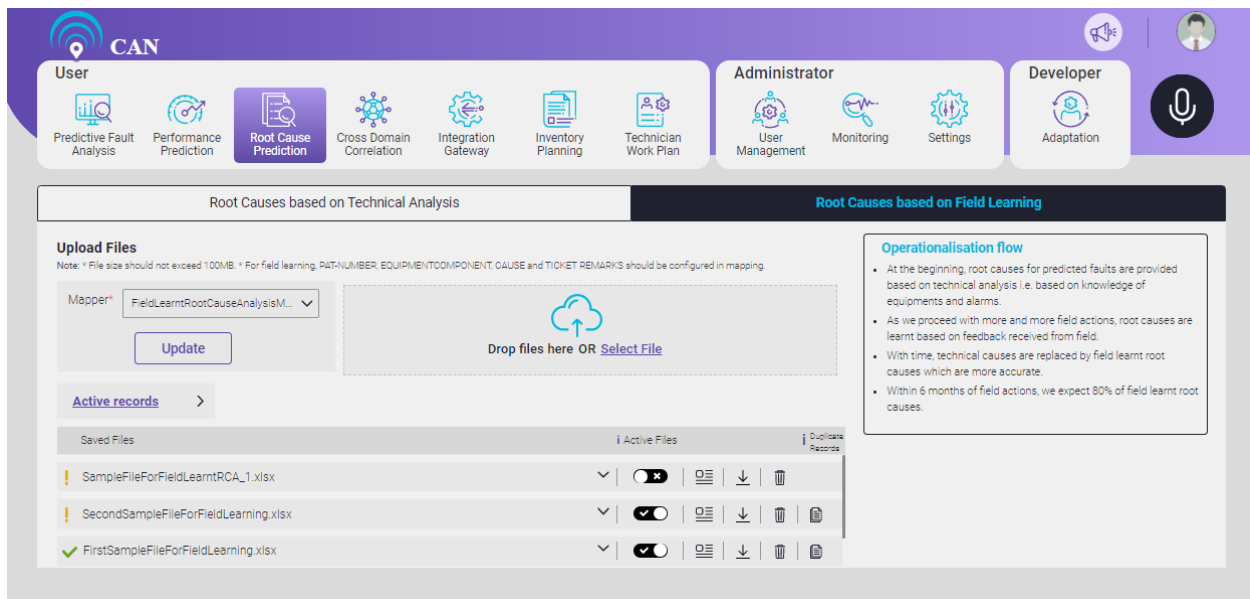 CAN
User
Administrator
Developer
Predictive Fault
Analysis
Performance
Prediction
Root Cause
Prediction
Cross Domain
Correlation
Integration
Gateway
Inventory
Planning
Technician
Work Plan
User
Management
Monitoring
Settings
Adaptation
Root Causes based on Technical Analysis
Root Causes based on Field Learning
Upload Files
Note: * File size should not exceed 100MB. * For field learning, PAT-NUMBER, EQUIPMENTCOMPONENT, CAUSE and TICKET REMARKS should be configured in mapping.
Mapper*
FieldLearntRootCauseAnalysisM...
Update
Drop files here OR Select File
Active records
Saved Files
i Active Files
i Duplicate
Records
SampleFileForFieldLearntRCA_1.xlsx
SecondSampleFileForFieldLearning.xlsx
FirstSampleFileForFieldLearning.xlsx
Operationalisation flow
• At the beginning, root causes for predicted faults are provided
based on technical analysis i.e. based on knowledge of
equipments and alarms.
• As we proceed with more and more field actions, root causes are
learnt based on feedback received from field.
• With time, technical causes are replaced by field learnt root
causes which are more accurate.
• Within 6 months of field actions, we expect 80% of field learnt root
causes.